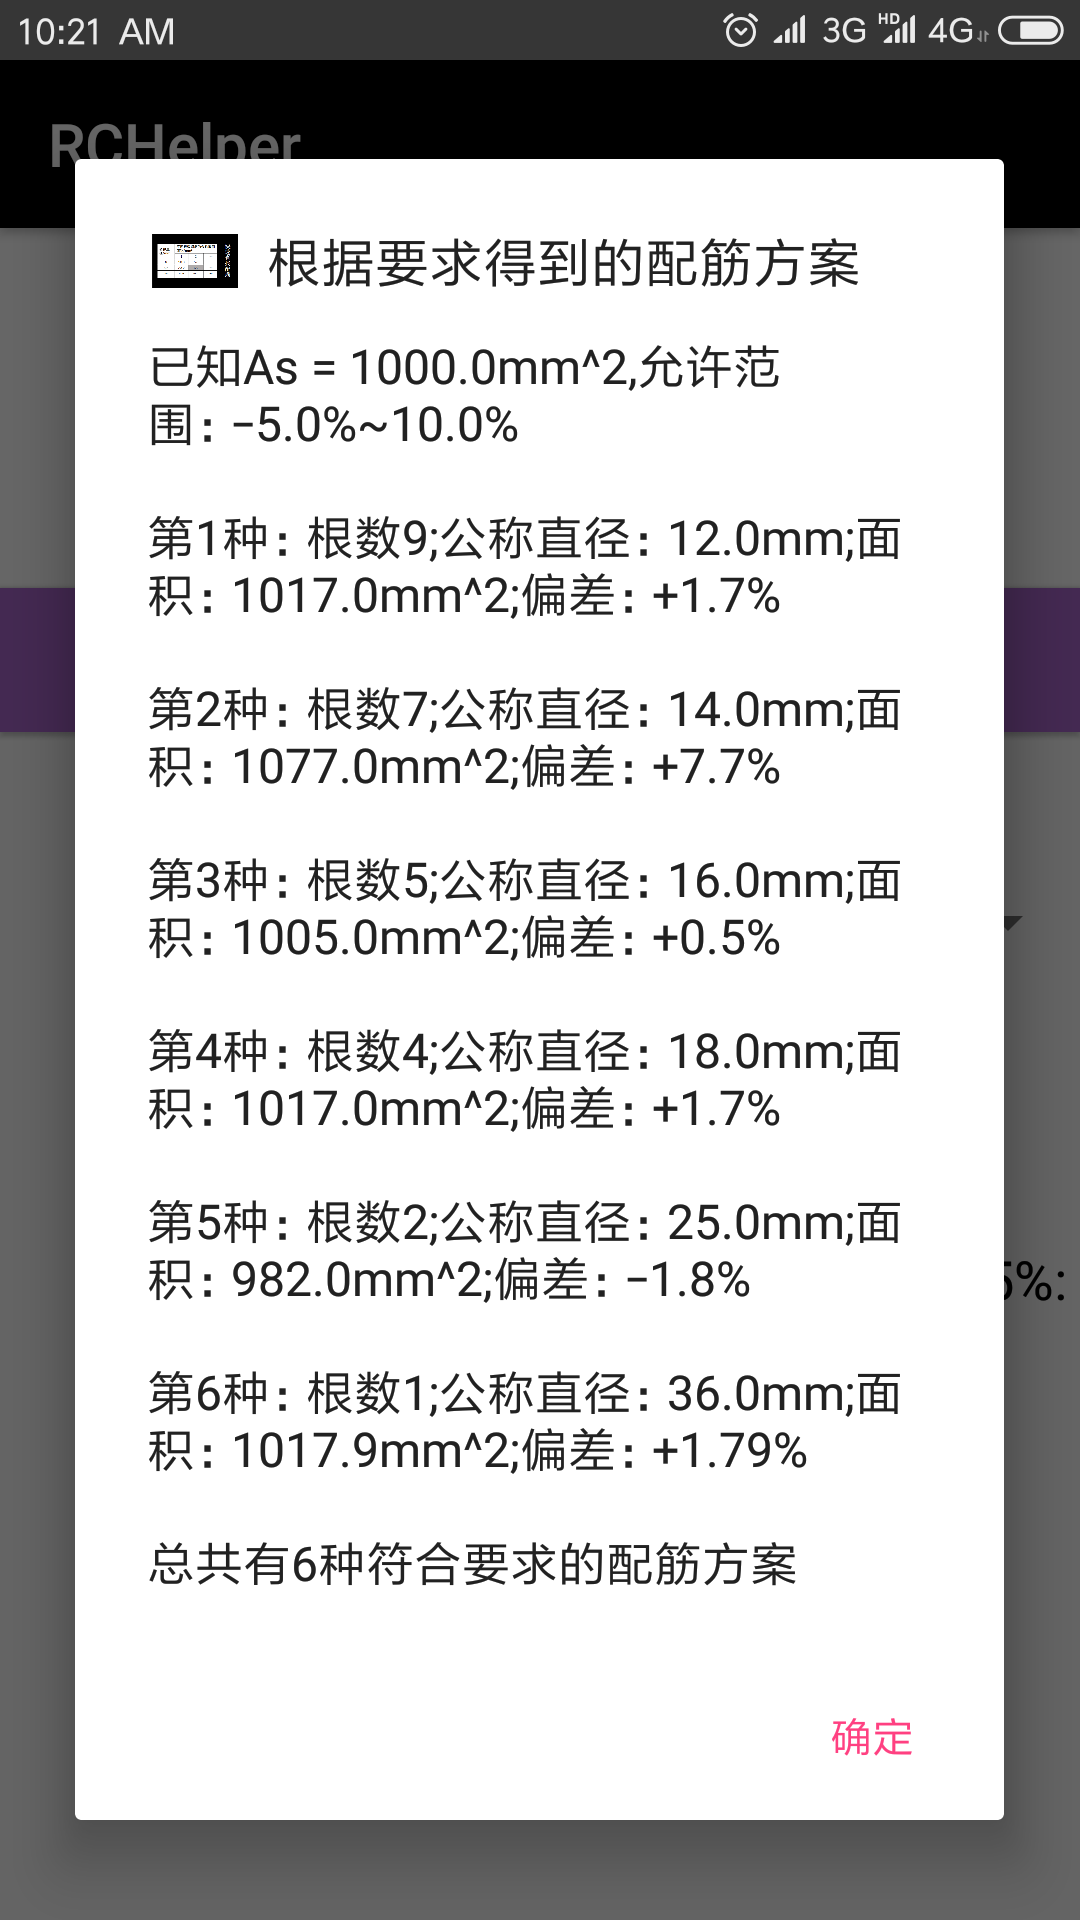 10:21 AM
3G HD 4G
RCHelper
根据要求得到的配筋方案
已知As = 1000.0mm^2,允许范
围：−5.0%~10.0%
第1种：根数9;公称直径：12.0mm;面
积：1017.0mm^2;偏差：+1.7%
第2种：根数7;公称直径：14.0mm;面
积：1077.0mm^2;偏差：+7.7%
第3种：根数5;公称直径：16.0mm;面
积：1005.0mm^2;偏差：+0.5%
第4种：根数4;公称直径：18.0mm;面
积：1017.0mm^2;偏差：+1.7%
第5种：根数2;公称直径：25.0mm;面
积：982.0mm^2;偏差：−1.8%
5%:
第6种：根数1;公称直径：36.0mm;面
积：1017.9mm^2;偏差：+1.79%
总共有6种符合要求的配筋方案
确定